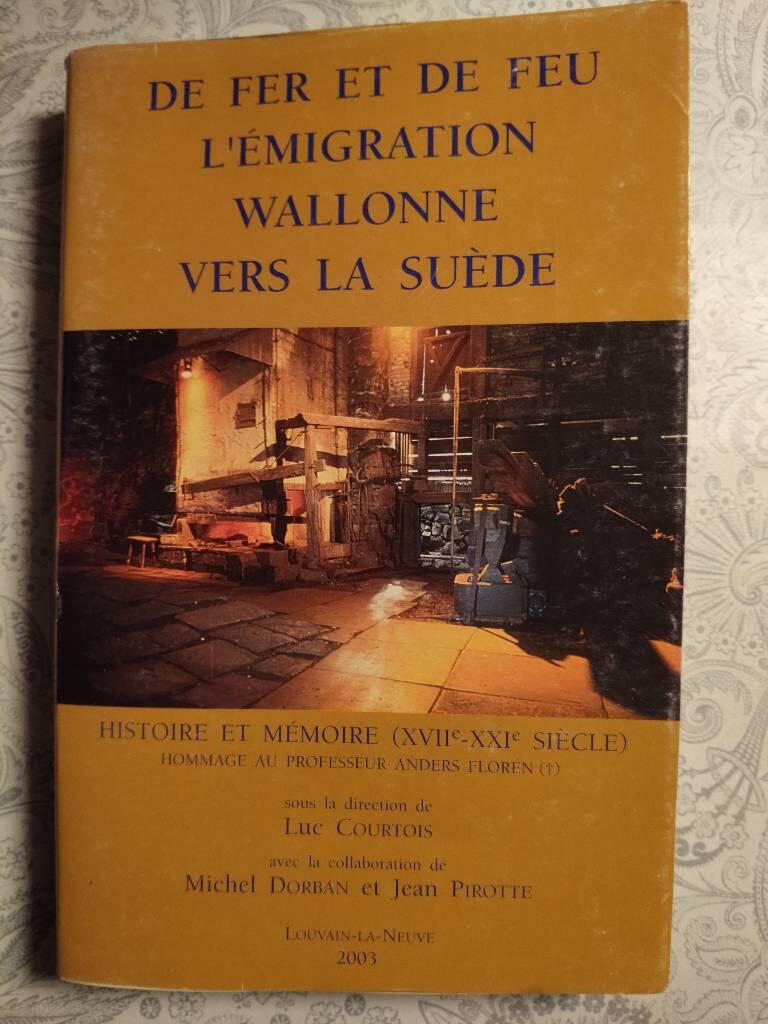 DE FER ET DE FEU
L'ÉMIGRATION
WALLONNE
VERS LA SUÈDE
HISTOIRE ET MÉMOIRE (XVIIe-XXIe SIÈCLE)
HOMMAGE AU PROFESSEUR ANDERS FLORÉN (†)
sous la direction de
Luc COURTOIS
avec la collaboration de
Michel DORBAN et Jean PIROTTE
LOUVAIN-LA-NEUVE
2003